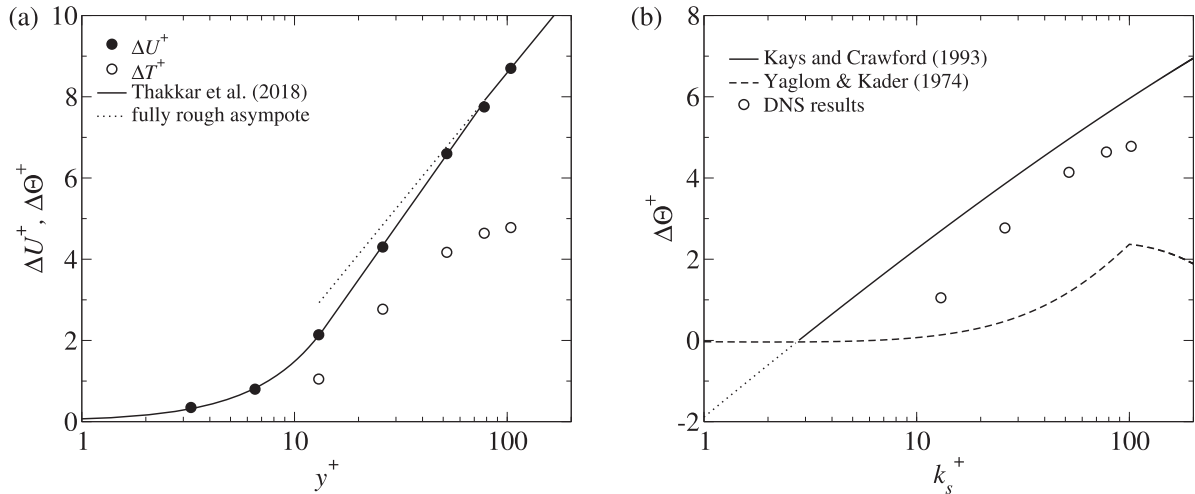 (a)
10
8
6
4
2
0
ΔU⁺, ΔΘ⁺
ΔU⁺
ΔT⁺
Thakkar et al. (2018)
fully rough asympote
1
10
100
y⁺
(b)
8
6
4
2
0
-2
ΔΘ⁺
Kays and Crawford (1993)
Yaglom & Kader (1974)
DNS results
1
10
100
kₛ⁺